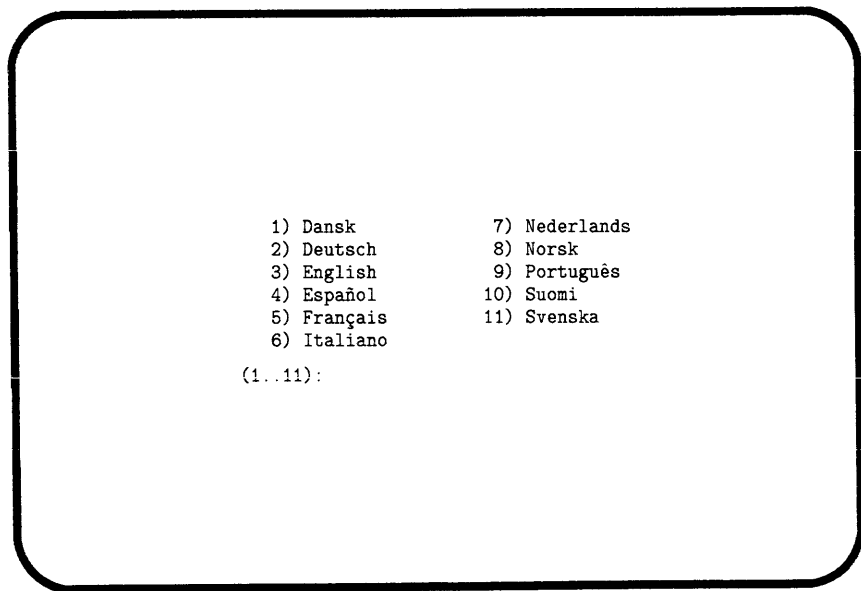 1) Dansk
2) Deutsch
3) English
4) Español
5) Français
6) Italiano
7) Nederlands
8) Norsk
9) Português
10) Suomi
11) Svenska
(1..11):